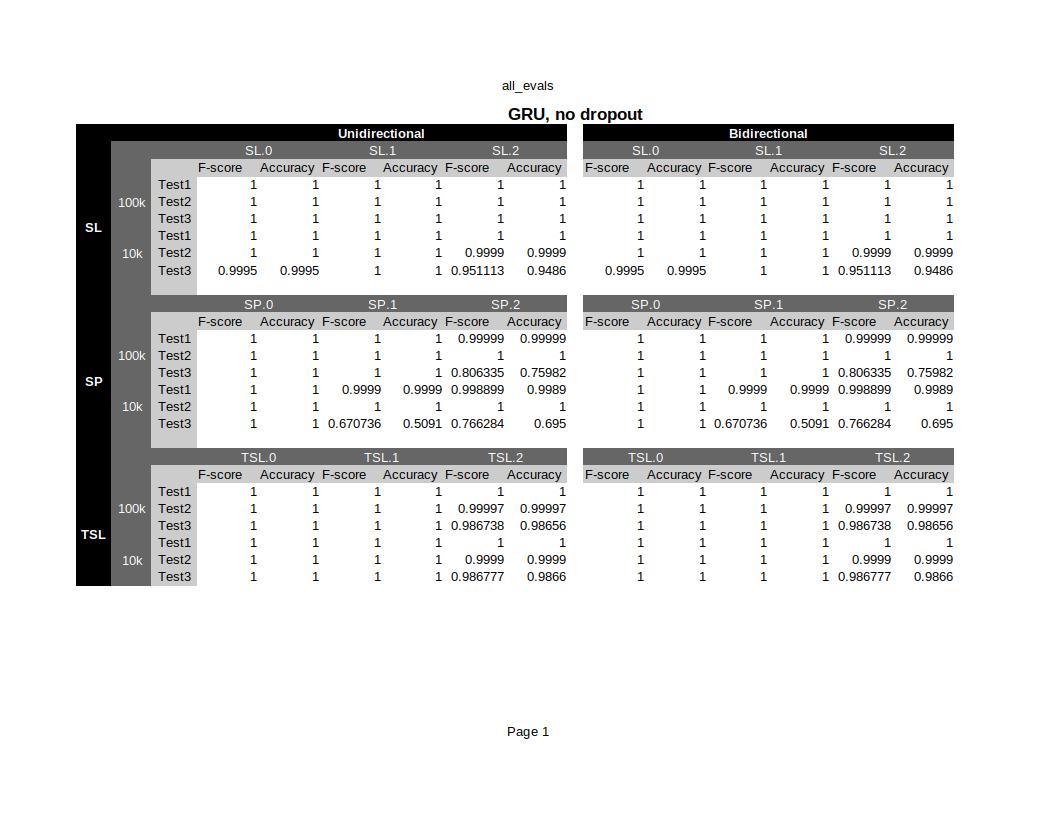 all_evals
GRU, no dropout
Unidirectional Bidirectional
SL.0 SL.1 SL.2 SL.0 SL.1 SL.2
F-score Accuracy F-score Accuracy F-score Accuracy F-score Accuracy F-score Accuracy F-score Accuracy
Test1 1 1 1 1 1 1 1 1 1 1 1 1
100k Test2 1 1 1 1 1 1 1 1 1 1 1 1
Test3 1 1 1 1 1 1 1 1 1 1 1 1
SL
Test1 1 1 1 1 1 1 1 1 1 1 1 1
10k Test2 1 1 1 1 0.9999 0.9999 1 1 1 1 0.9999 0.9999
Test3 0.9995 0.9995 1 1 0.951113 0.9486 0.9995 0.9995 1 1 0.951113 0.9486
SP.0 SP.1 SP.2 SP.0 SP.1 SP.2
F-score Accuracy F-score Accuracy F-score Accuracy F-score Accuracy F-score Accuracy F-score Accuracy
Test1 1 1 1 1 0.99999 0.99999 1 1 1 1 0.99999 0.99999
100k Test2 1 1 1 1 1 1 1 1 1 1 1 1
Test3 1 1 1 1 0.806335 0.75982 1 1 1 1 0.806335 0.75982
SP
Test1 1 1 0.9999 0.9999 0.998899 0.9989 1 1 0.9999 0.9999 0.998899 0.9989
10k Test2 1 1 1 1 1 1 1 1 1 1 1 1
Test3 1 1 0.670736 0.5091 0.766284 0.695 1 1 0.670736 0.5091 0.766284 0.695
TSL.0 TSL.1 TSL.2 TSL.0 TSL.1 TSL.2
F-score Accuracy F-score Accuracy F-score Accuracy F-score Accuracy F-score Accuracy F-score Accuracy
Test1 1 1 1 1 1 1 1 1 1 1 1 1
100k Test2 1 1 1 1 0.99997 0.99997 1 1 1 1 0.99997 0.99997
Test3 1 1 1 1 0.986738 0.98656 1 1 1 1 0.986738 0.98656
TSL
Test1 1 1 1 1 1 1 1 1 1 1 1 1
10k Test2 1 1 1 1 0.9999 0.9999 1 1 1 1 0.9999 0.9999
Test3 1 1 1 1 0.986777 0.9866 1 1 1 1 0.986777 0.9866
Page 1